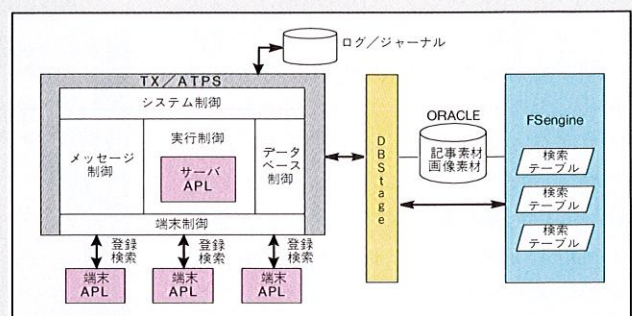 ログ／ジャーナル
TX／ATPS
システム制御
メッセージ
制御
実行制御
サーバ
APL
データ
ベース
制御
端末制御
登録
検索
登録
検索
登録
検索
端末
APL
端末
APL
端末
APL
DBStage
ORACLE
記事素材
画像素材
FSengine
検索
テーブル
検索
テーブル
検索
テーブル